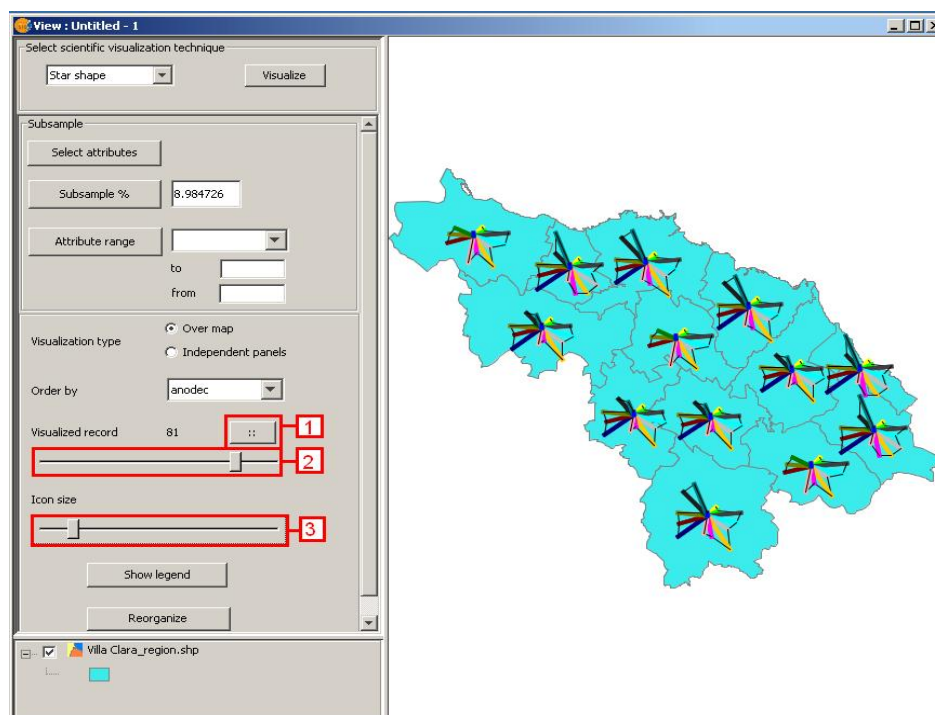 View : Untitled - 1
Select scientific visualization technique
Star shape
Visualize
Subsample
Select attributes
Subsample %
8.984726
Attribute range
to
from
Visualization type
Over map
Independent panels
Order by
anodec
Visualized record
81
::
1
2
Icon size
3
Show legend
Reorganize
Villa Clara_region.shp